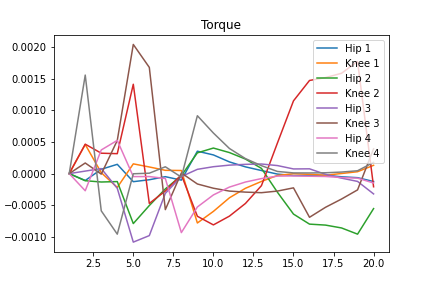 Torque
0.0020
0.0015
0.0010
0.0005
0.0000
−0.0005
−0.0010
2.5 5.0 7.5 10.0 12.5 15.0 17.5 20.0
Hip 1
Knee 1
Hip 2
Knee 2
Hip 3
Knee 3
Hip 4
Knee 4